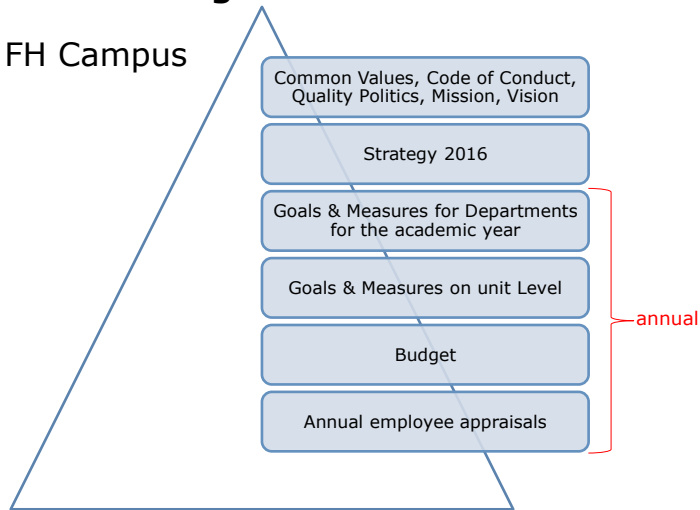 FH Campus
Common Values, Code of Conduct,
Quality Politics, Mission, Vision
Strategy 2016
Goals & Measures for Departments
for the academic year
Goals & Measures on unit Level
annual
Budget
Annual employee appraisals